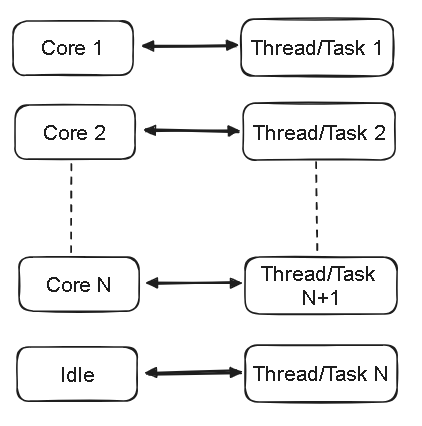 Core 1
Thread/Task 1
Core 2
Thread/Task 2
Core N
Thread/Task
N+1
Idle
Thread/Task N